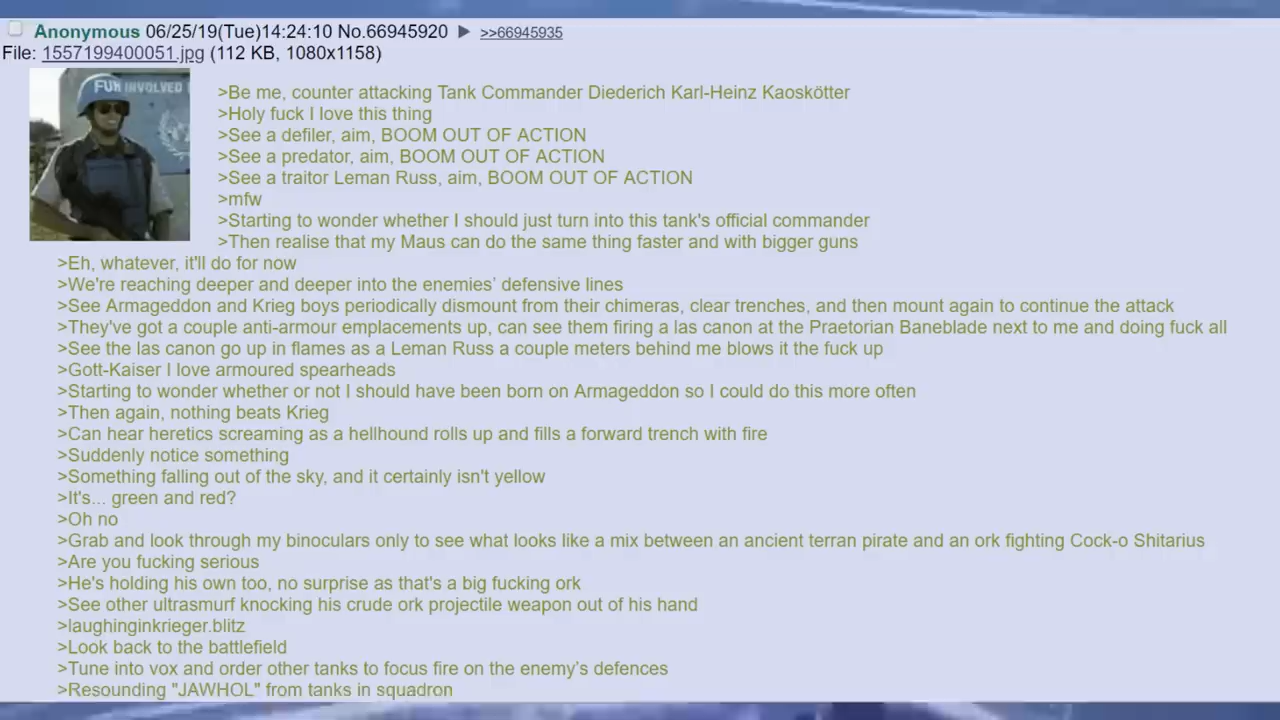 Anonymous 06/25/19(Tue)14:24:10 No.66945920 ▶ >>66945935
File: 1557199400051.jpg (112 KB, 1080x1158)
FUN INVOLVED
>Be me, counter attacking Tank Commander Diederich Karl-Heinz Kaoskötter
>Holy fuck I love this thing
>See a defiler, aim, BOOM OUT OF ACTION
>See a predator, aim, BOOM OUT OF ACTION
>See a traitor Leman Russ, aim, BOOM OUT OF ACTION
>mfw
>Starting to wonder whether I should just turn into this tank's official commander
>Then realise that my Maus can do the same thing faster and with bigger guns
>Eh, whatever, it'll do for now
>We're reaching deeper and deeper into the enemies’ defensive lines
>See Armageddon and Krieg boys periodically dismount from their chimeras, clear trenches, and then mount again to continue the attack
>They've got a couple anti-armour emplacements up, can see them firing a las canon at the Praetorian Baneblade next to me and doing fuck all
>See the las canon go up in flames as a Leman Russ a couple meters behind me blows it the fuck up
>Gott-Kaiser I love armoured spearheads
>Starting to wonder whether or not I should have been born on Armageddon so I could do this more often
>Then again, nothing beats Krieg
>Can hear heretics screaming as a hellhound rolls up and fills a forward trench with fire
>Suddenly notice something
>Something falling out of the sky, and it certainly isn't yellow
>It's... green and red?
>Oh no
>Grab and look through my binoculars only to see what looks like a mix between an ancient terran pirate and an ork fighting Cock-o Shitarius
>Are you fucking serious
>He's holding his own too, no surprise as that's a big fucking ork
>See other ultrasmurf knocking his crude ork projectile weapon out of his hand
>laughinginkrieger.blitz
>Look back to the battlefield
>Tune into vox and order other tanks to focus fire on the enemy’s defences
>Resounding "JAWHOL" from tanks in squadron